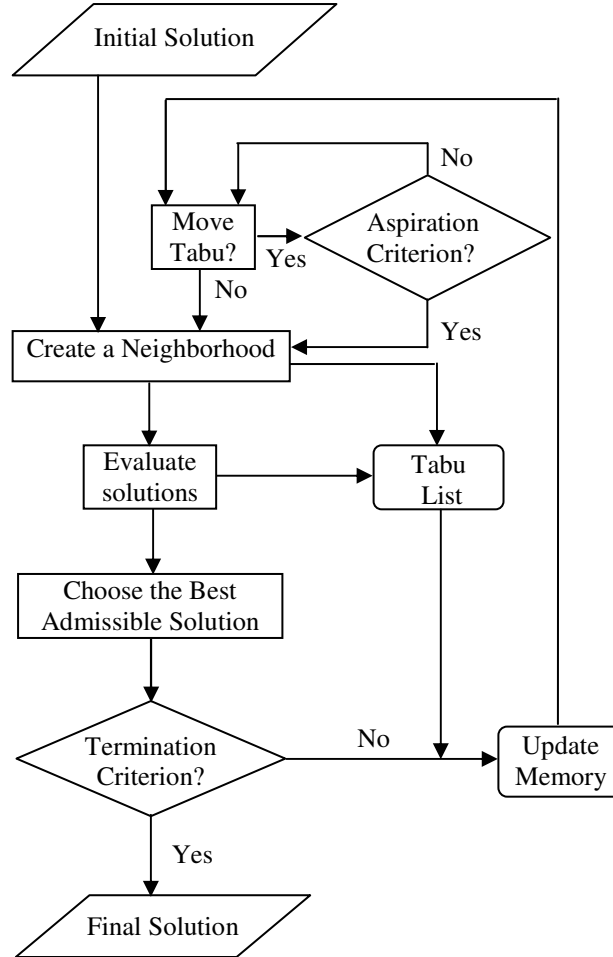 Initial Solution
No
Move
Tabu?
Aspiration
Criterion?
Yes
No
Yes
Create a Neighborhood
Evaluate
solutions
Tabu
List
Choose the Best
Admissible Solution
Termination
Criterion?
No
Update
Memory
Yes
Final Solution